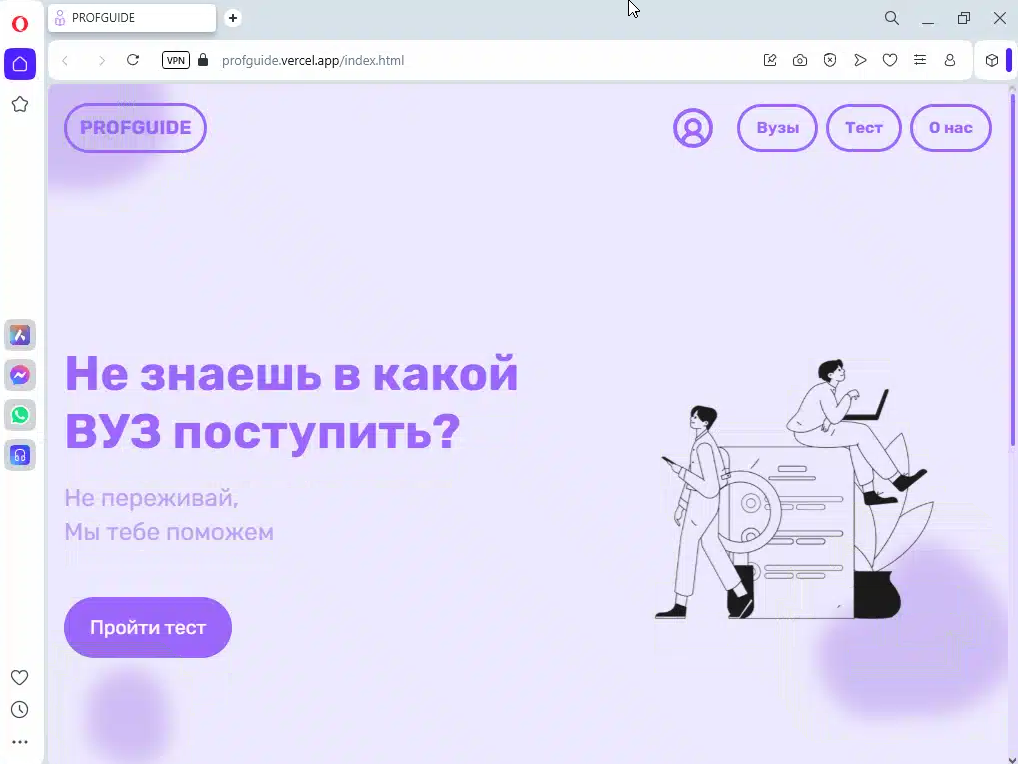 PROFGUIDE
VPN
profguide.vercel.app/index.html
PROFGUIDE
Вузы
Тест
О нас
Не знаешь в какой
ВУЗ поступить?
Не переживай,
Мы тебе поможем
Пройти тест